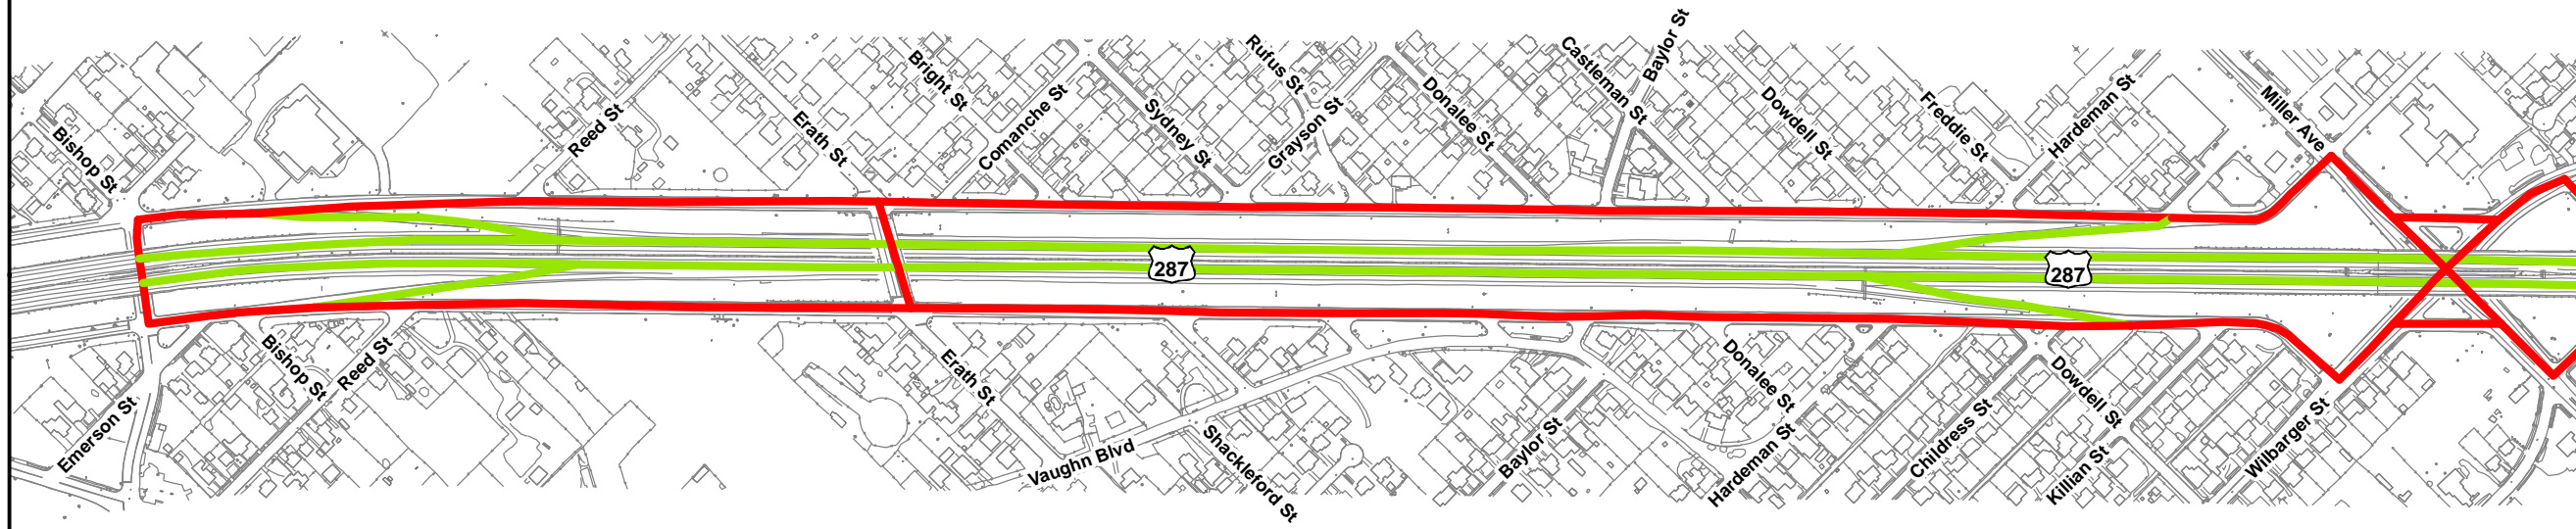 Bishop St
Reed St
Erath St
Bright St
Comanche St
Sydney St
Rufus St
Grayson St
Donalee St
Castleman St
Baylor St
Dowdell St
Freddie St
Hardeman St
Miller Ave
287
287
Emerson St
Bishop St
Reed St
Erath St
Vaughn Blvd
Shackleford St
Baylor St
Donalee St
Hardeman St
Childress St
Dowdell St
Killian St
Wilbarger St